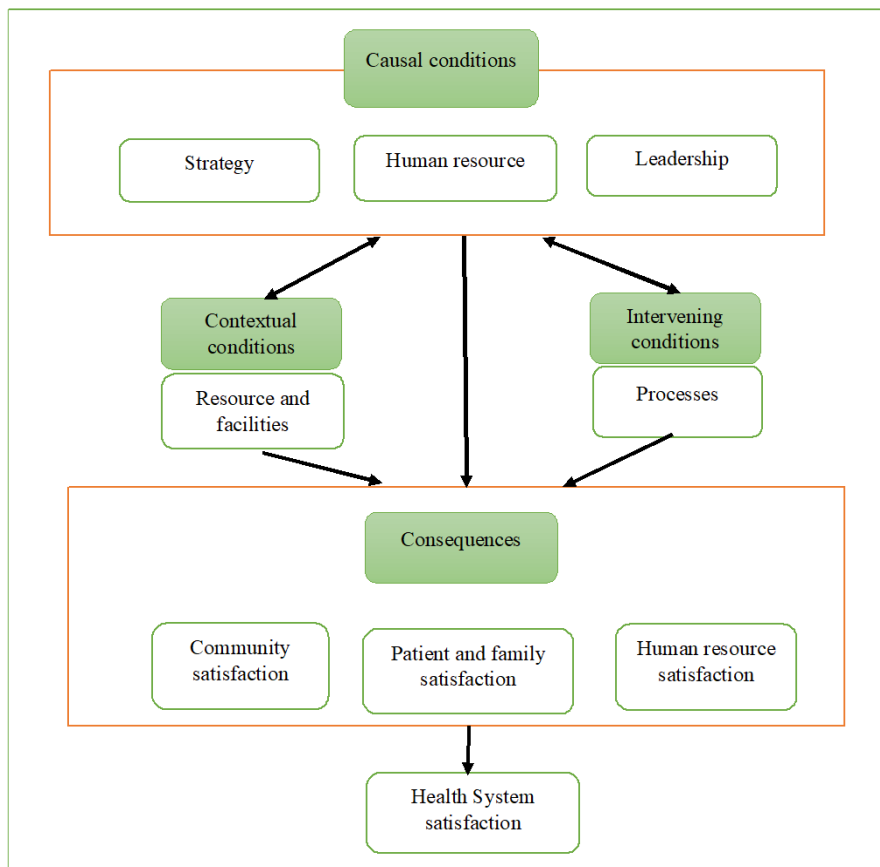 Causal conditions
Strategy
Human resource
Leadership
Contextual
conditions
Resource and
facilities
Intervening
conditions
Processes
Consequences
Community
satisfaction
Patient and family
satisfaction
Human resource
satisfaction
Health System
satisfaction